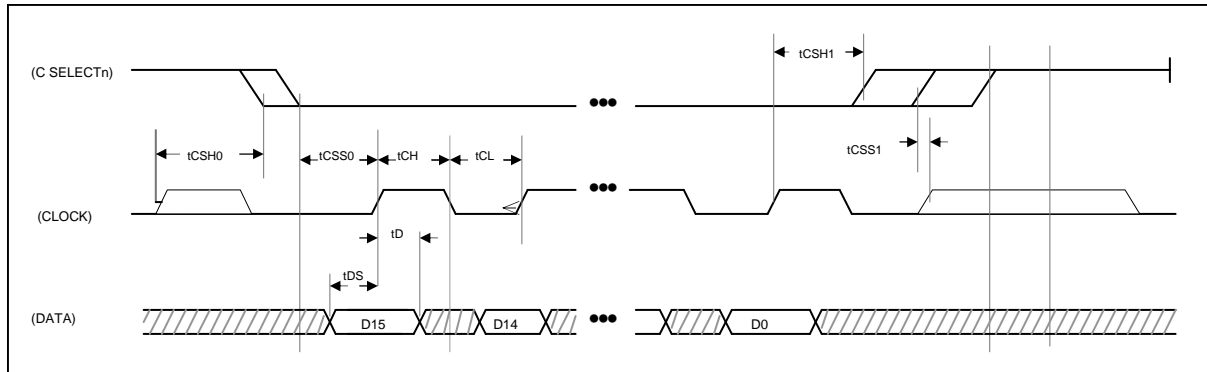 tCSH1
(C SELECTn)
●●●
tCSS1
tCSH0
tCSS0
tCH
tCL
●●●
(CLOCK)
tD
tDS
(DATA)
D15
D14
●●●
D0